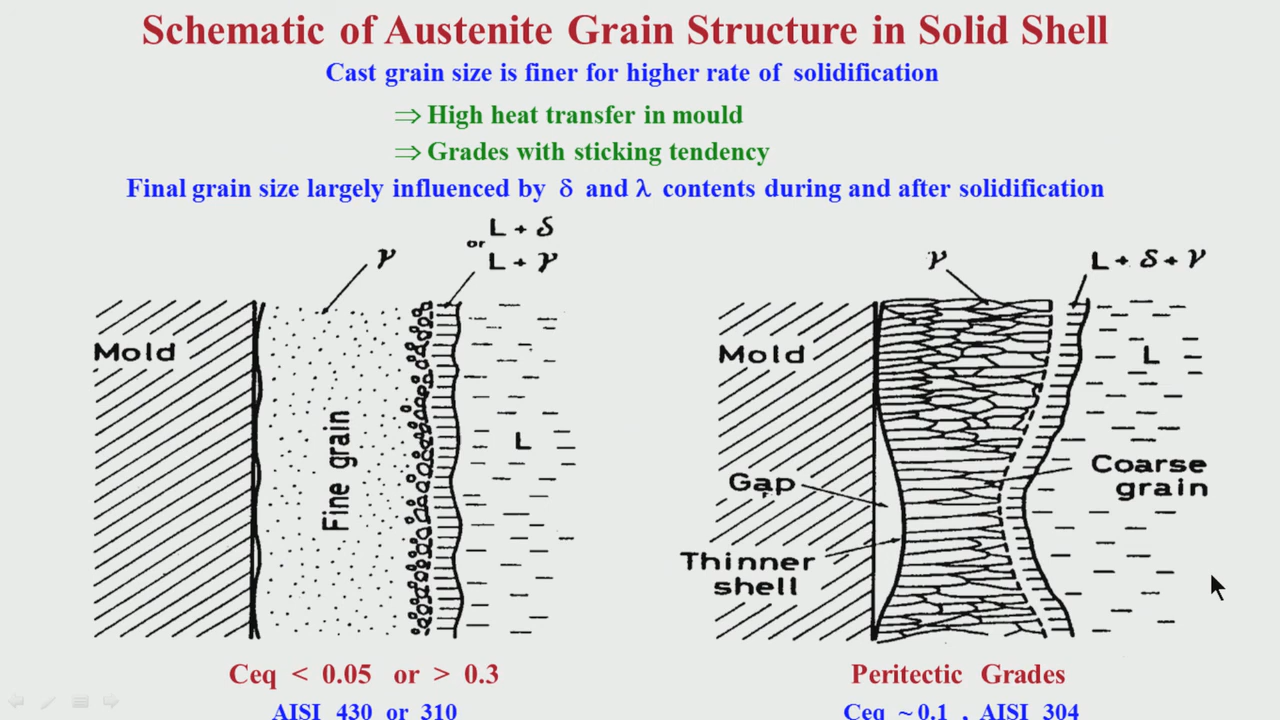 Schematic of Austenite Grain Structure in Solid Shell
Cast grain size is finer for higher rate of solidification
⇒ High heat transfer in mould
⇒ Grades with sticking tendency
Final grain size largely influenced by δ and λ contents during and after solidification
γ
or L + δ
L + γ
Mold
Fine grain
L
Ceq < 0.05 or > 0.3
AISI 430 or 310
γ
L + δ + γ
Mold
L
Gap
Coarse
grain
Thinner
shell
Peritectic Grades
Ceq ~ 0.1 , AISI 304